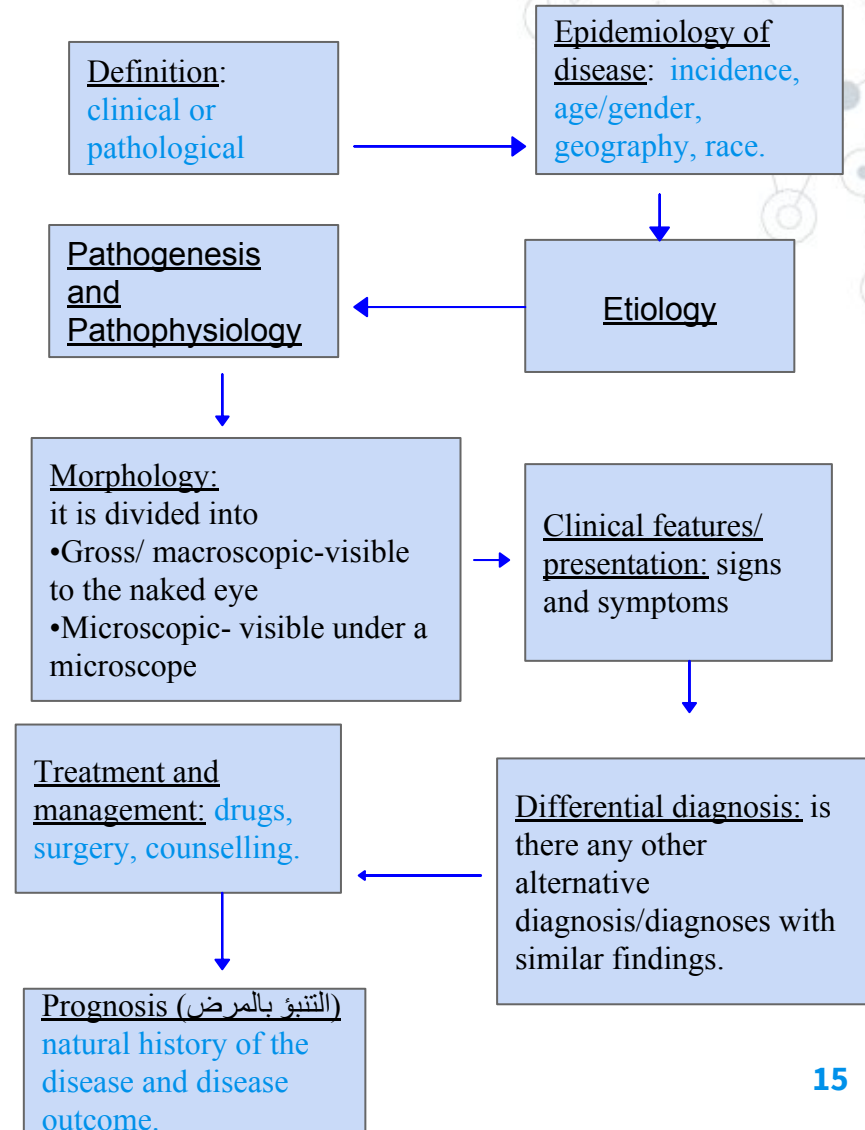 Definition:
clinical or
pathological
Epidemiology of
disease: incidence,
age/gender,
geography, race.
Etiology
Pathogenesis
and
Pathophysiology
Morphology:
it is divided into
•Gross/ macroscopic-visible
to the naked eye
•Microscopic- visible under a
microscope
Clinical features/
presentation: signs
and symptoms
Differential diagnosis: is
there any other
alternative
diagnosis/diagnoses with
similar findings.
Treatment and
management: drugs,
surgery, counselling.
Prognosis (التنبؤ بالمرض)
natural history of the
disease and disease
outcome.
15